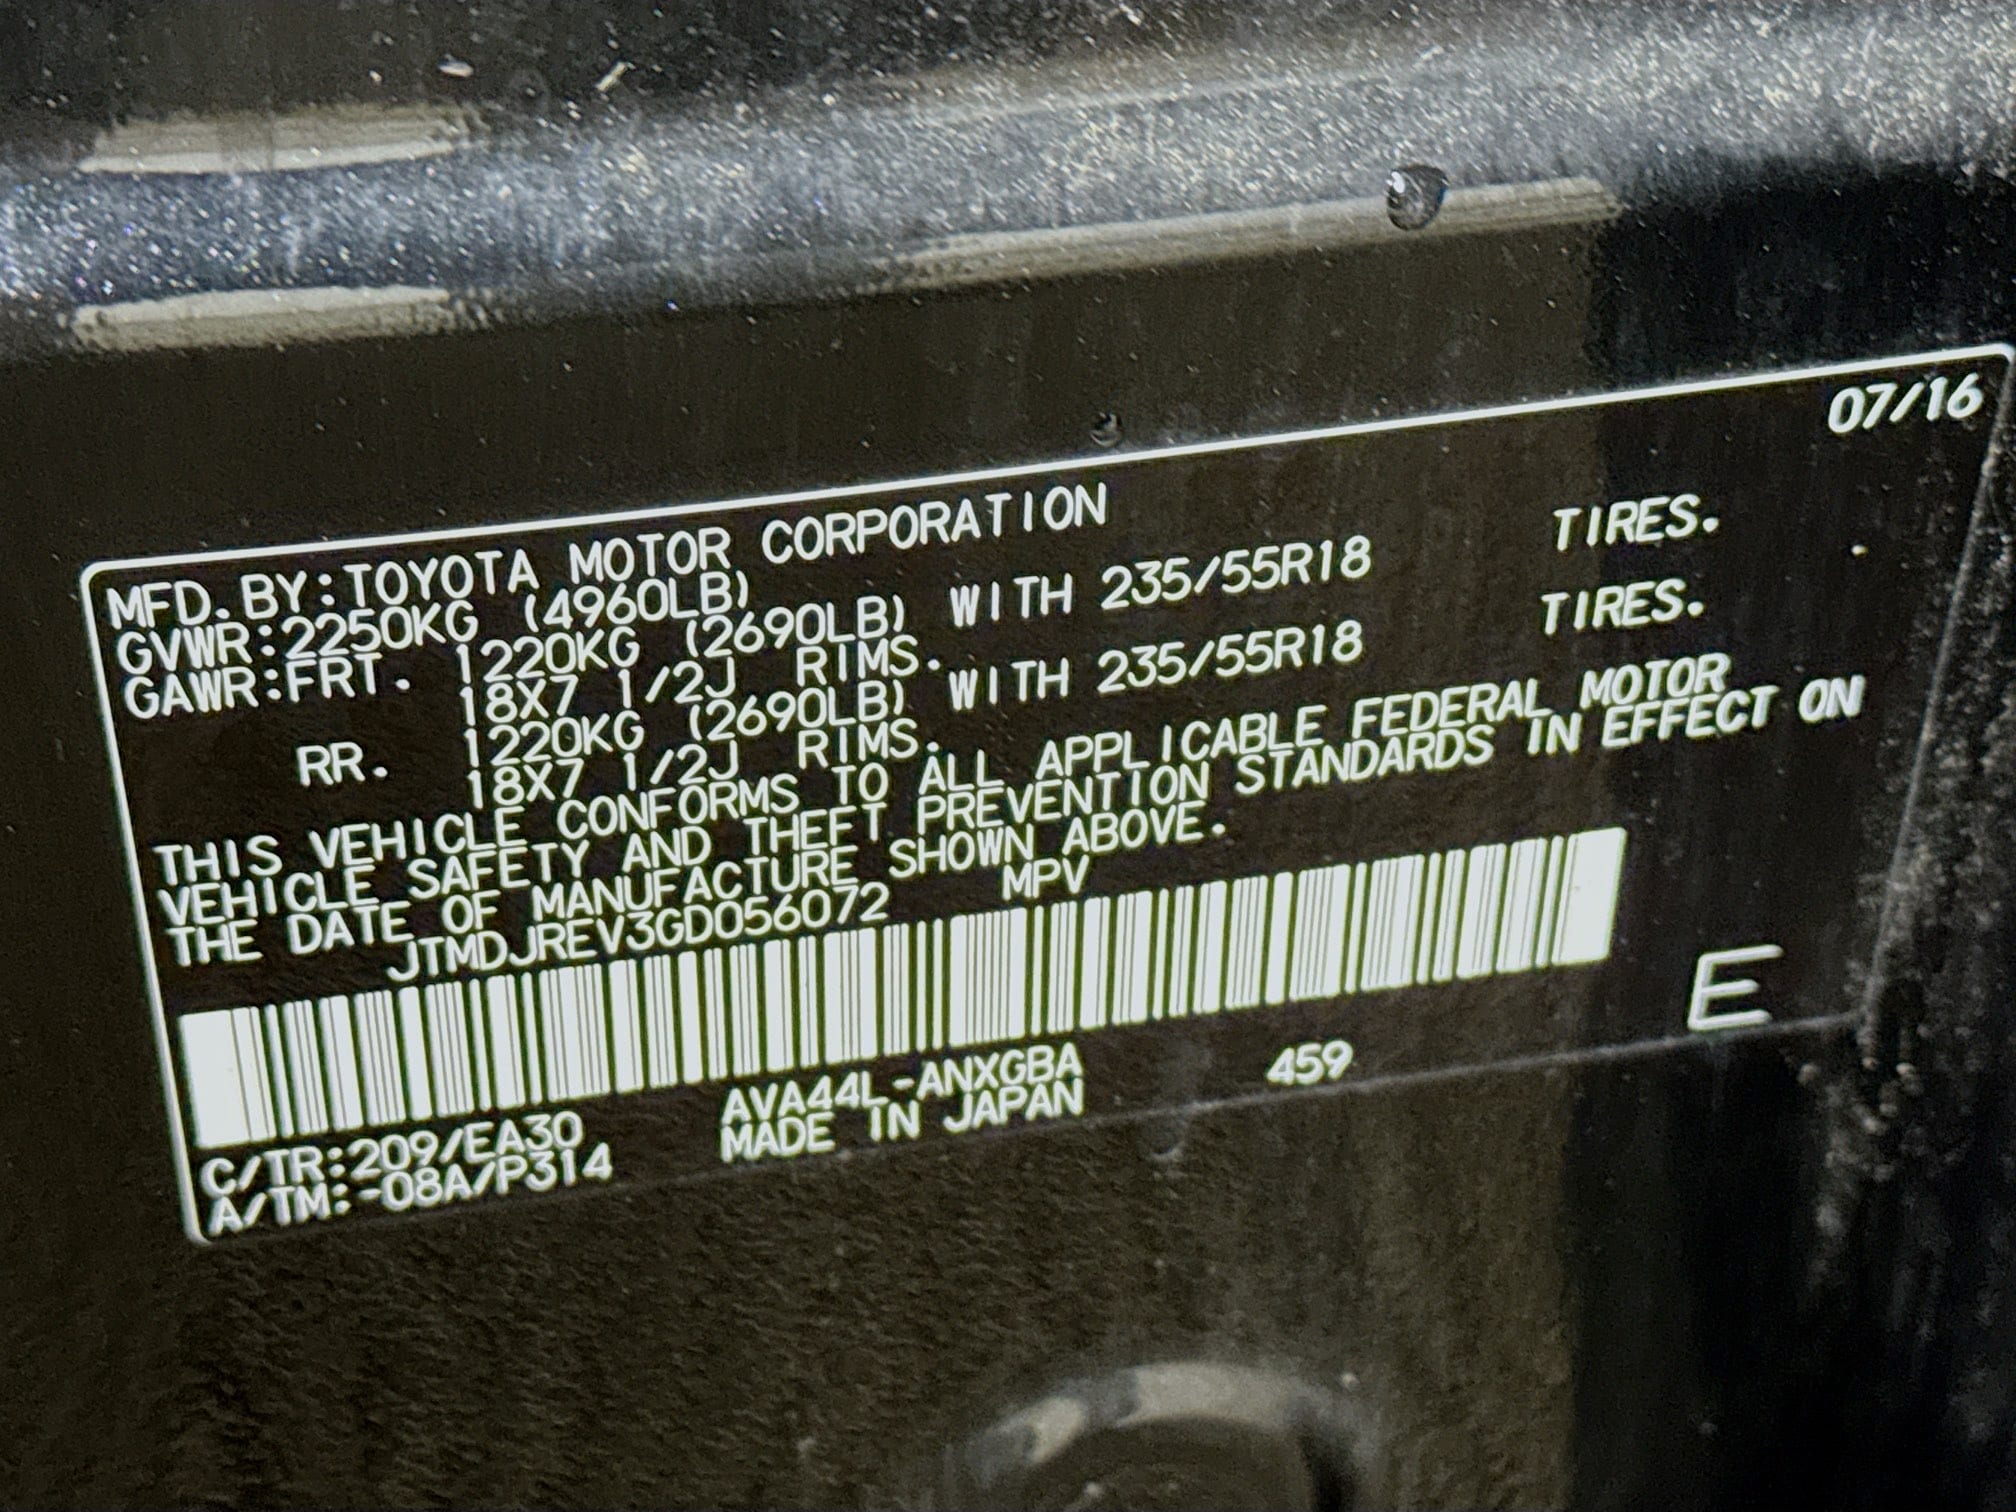 07/16
MFD.BY:TOYOTA MOTOR CORPORATION
GVWR:2250KG (4960LB)
GAWR:FRT. 1220KG (2690LB) WITH 235/55R18 TIRES.
18X7 1/2J RIMS.
RR. 1220KG (2690LB) WITH 235/55R18 TIRES.
18X7 1/2J RIMS.
THIS VEHICLE CONFORMS TO ALL APPLICABLE FEDERAL MOTOR
VEHICLE SAFETY AND THEFT PREVENTION STANDARDS IN EFFECT ON
THE DATE OF MANUFACTURE SHOWN ABOVE.
JTMDJREV3GD056072 MPV
C/TR:209/EA30 AVA44L-ANXGBA 459 E
A/TM:-08A/P314 MADE IN JAPAN